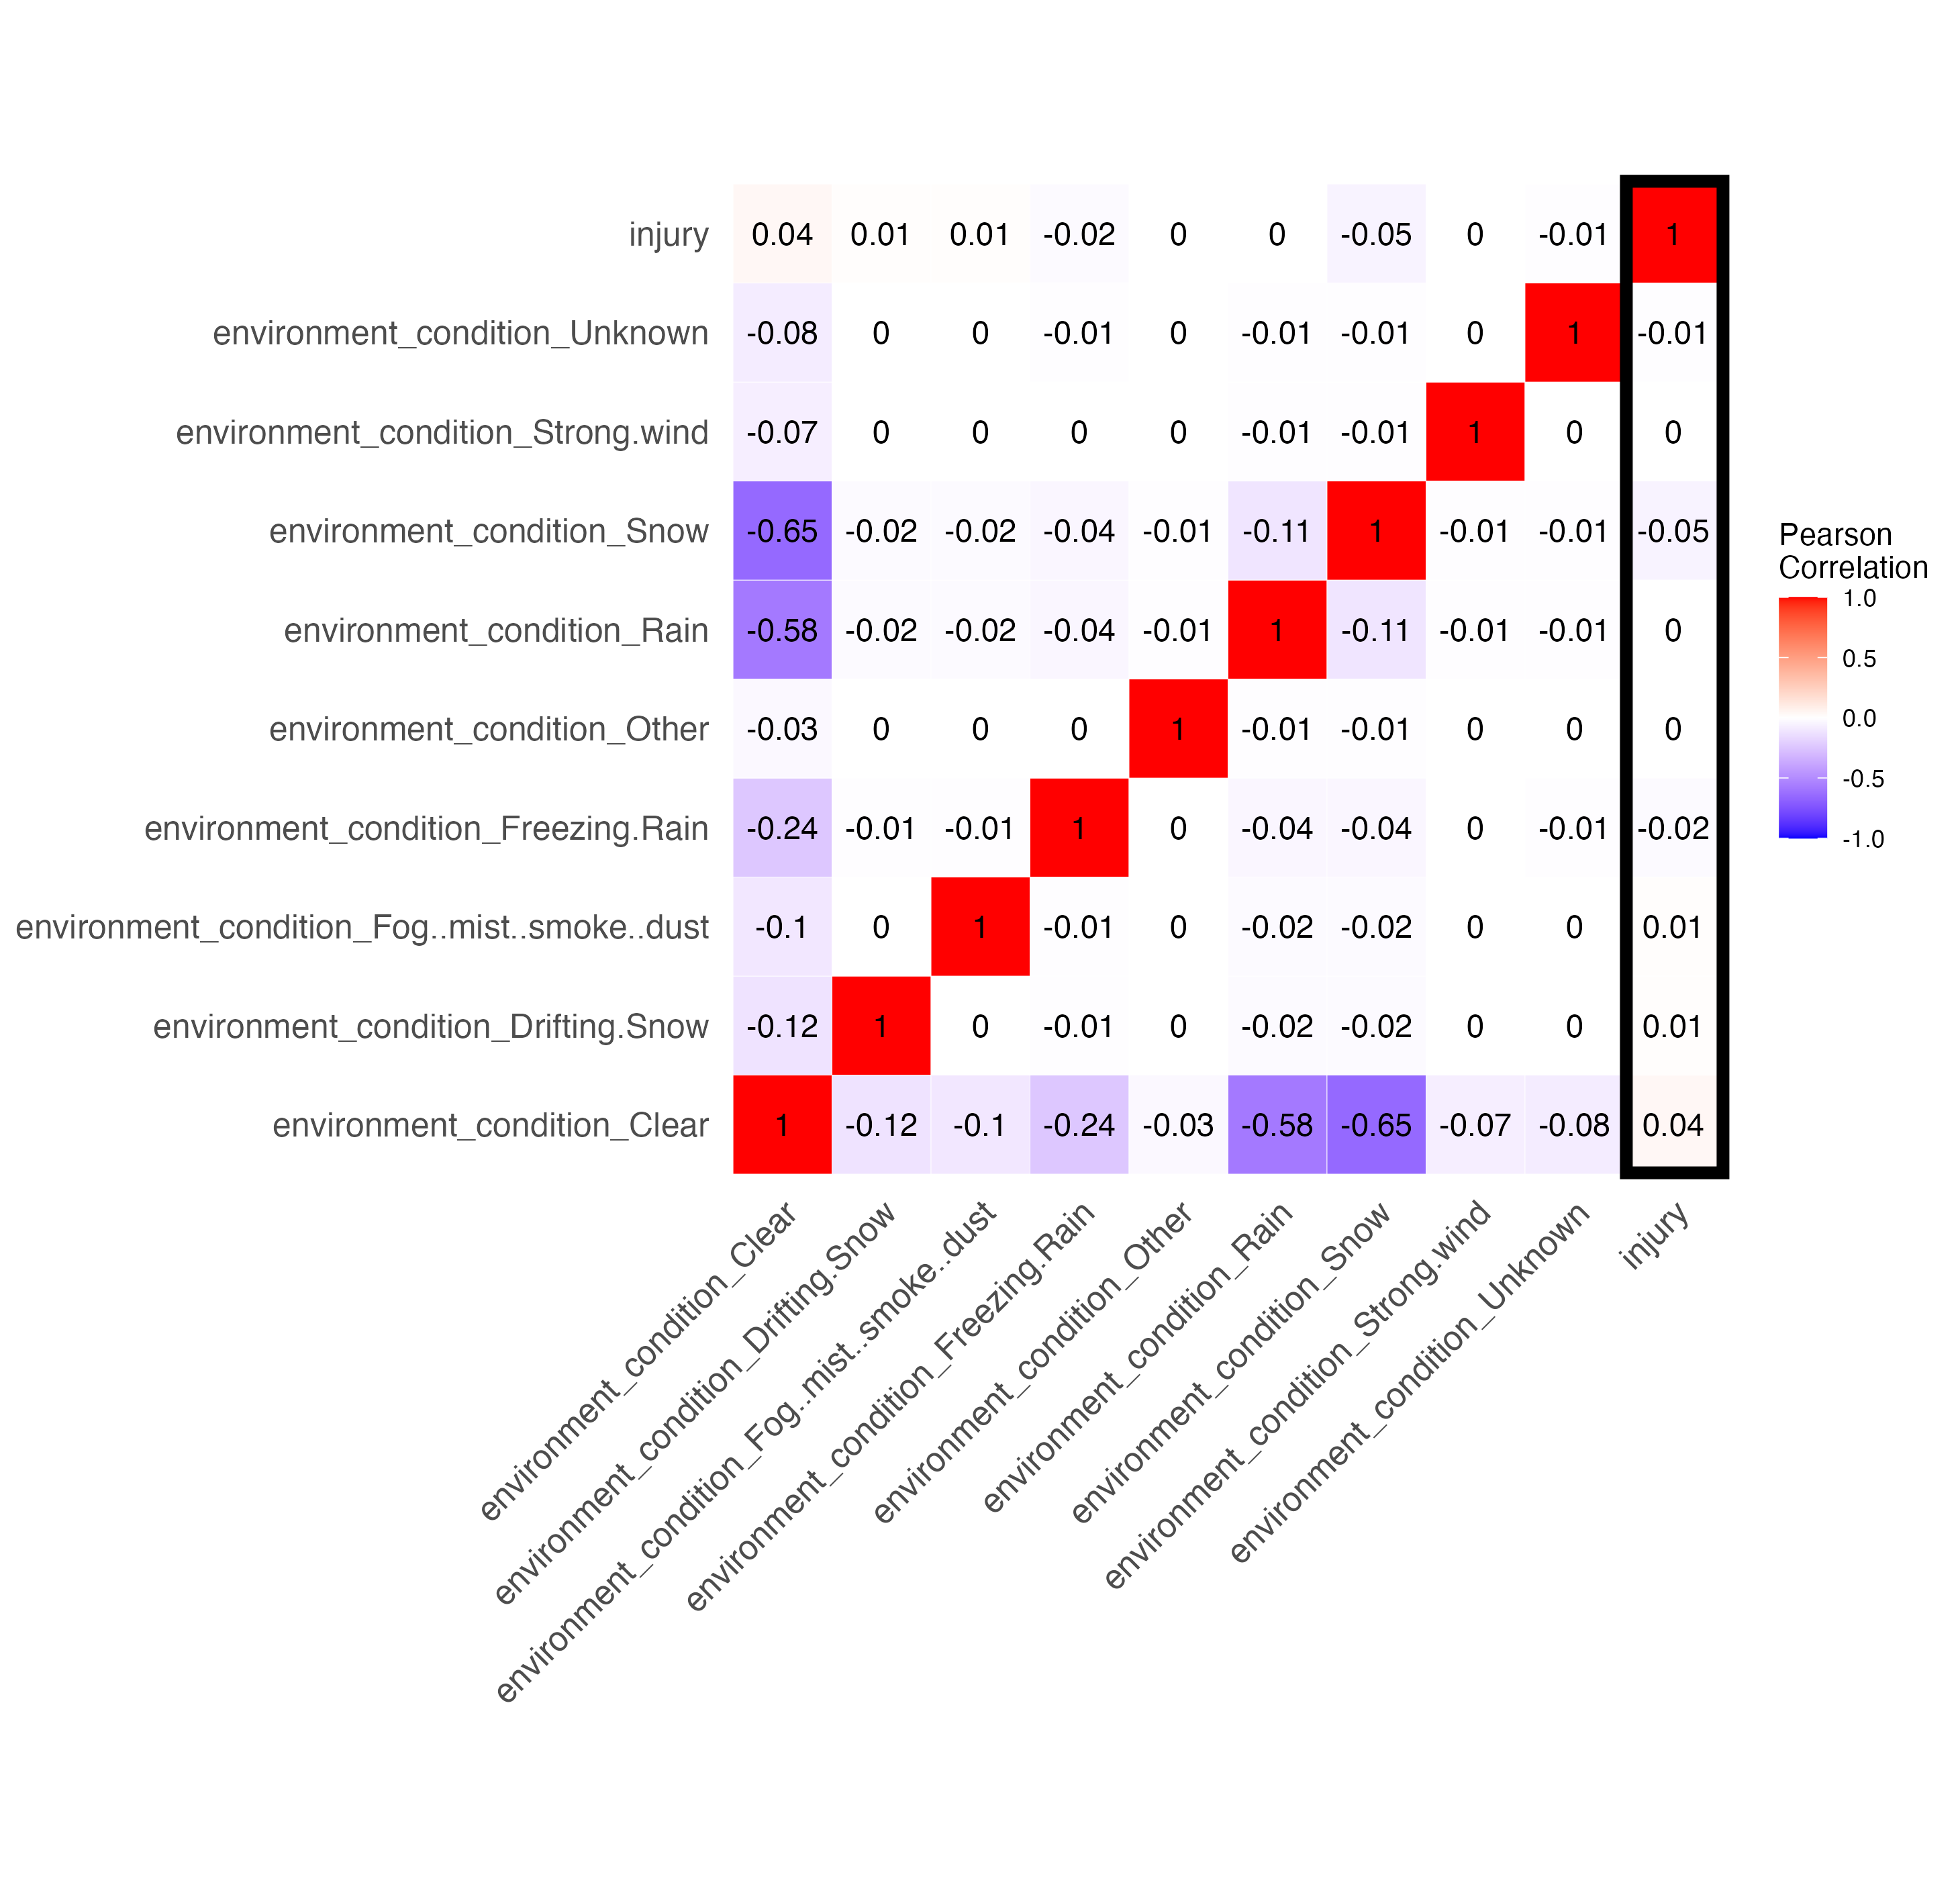 injury 0.04 0.01 0.01 -0.02 0 0 -0.05 0 -0.01 1
environment_condition_Unknown -0.08 0 0 -0.01 0 -0.01 -0.01 0 1 -0.01
environment_condition_Strong.wind -0.07 0 0 0 0 -0.01 -0.01 1 0 0
environment_condition_Snow -0.65 -0.02 -0.02 -0.04 -0.01 -0.11 1 -0.01 -0.01 -0.05
environment_condition_Rain -0.58 -0.02 -0.02 -0.04 -0.01 1 -0.11 -0.01 -0.01 0
environment_condition_Other -0.03 0 0 0 1 -0.01 -0.01 0 0 0
environment_condition_Freezing.Rain -0.24 -0.01 -0.01 1 0 -0.04 -0.04 0 -0.01 -0.02
environment_condition_Fog..mist..smoke..dust -0.1 0 1 -0.01 0 -0.02 -0.02 0 0 0.01
environment_condition_Drifting.Snow -0.12 1 0 -0.01 0 -0.02 -0.02 0 0 0.01
environment_condition_Clear 1 -0.12 -0.1 -0.24 -0.03 -0.58 -0.65 -0.07 -0.08 0.04
environment_condition_Clear
environment_condition_Drifting.Snow
environment_condition_Fog..mist..smoke..dust
environment_condition_Freezing.Rain
environment_condition_Other
environment_condition_Rain
environment_condition_Snow
environment_condition_Strong.wind
environment_condition_Unknown
injury
Pearson
Correlation
1.0
0.5
0.0
-0.5
-1.0